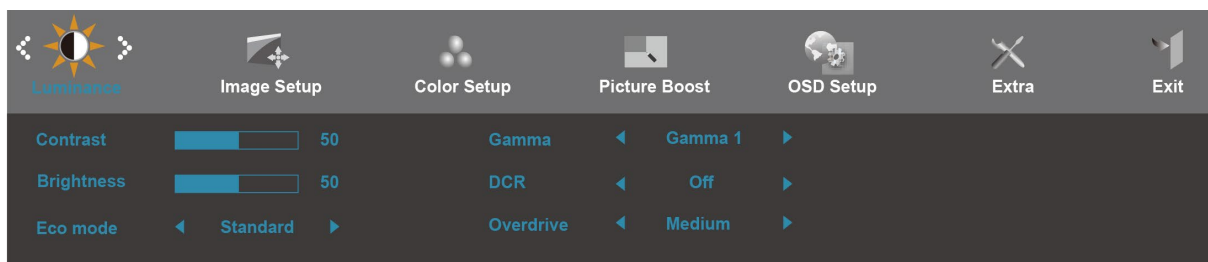 Luminance
Image Setup
Color Setup
Picture Boost
OSD Setup
Extra
Exit
Contrast 50 Gamma Gamma 1
Brightness 50 DCR Off
Eco mode Standard Overdrive Medium